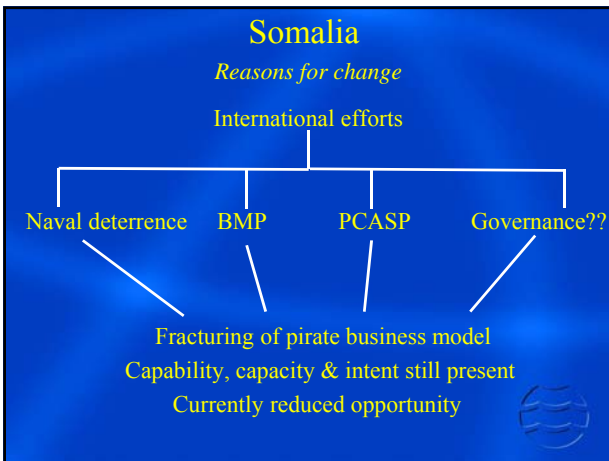 Somalia
Reasons for change
International efforts
Naval deterrence BMP PCASP Governance??
Fracturing of pirate business model
Capability, capacity & intent still present
Currently reduced opportunity